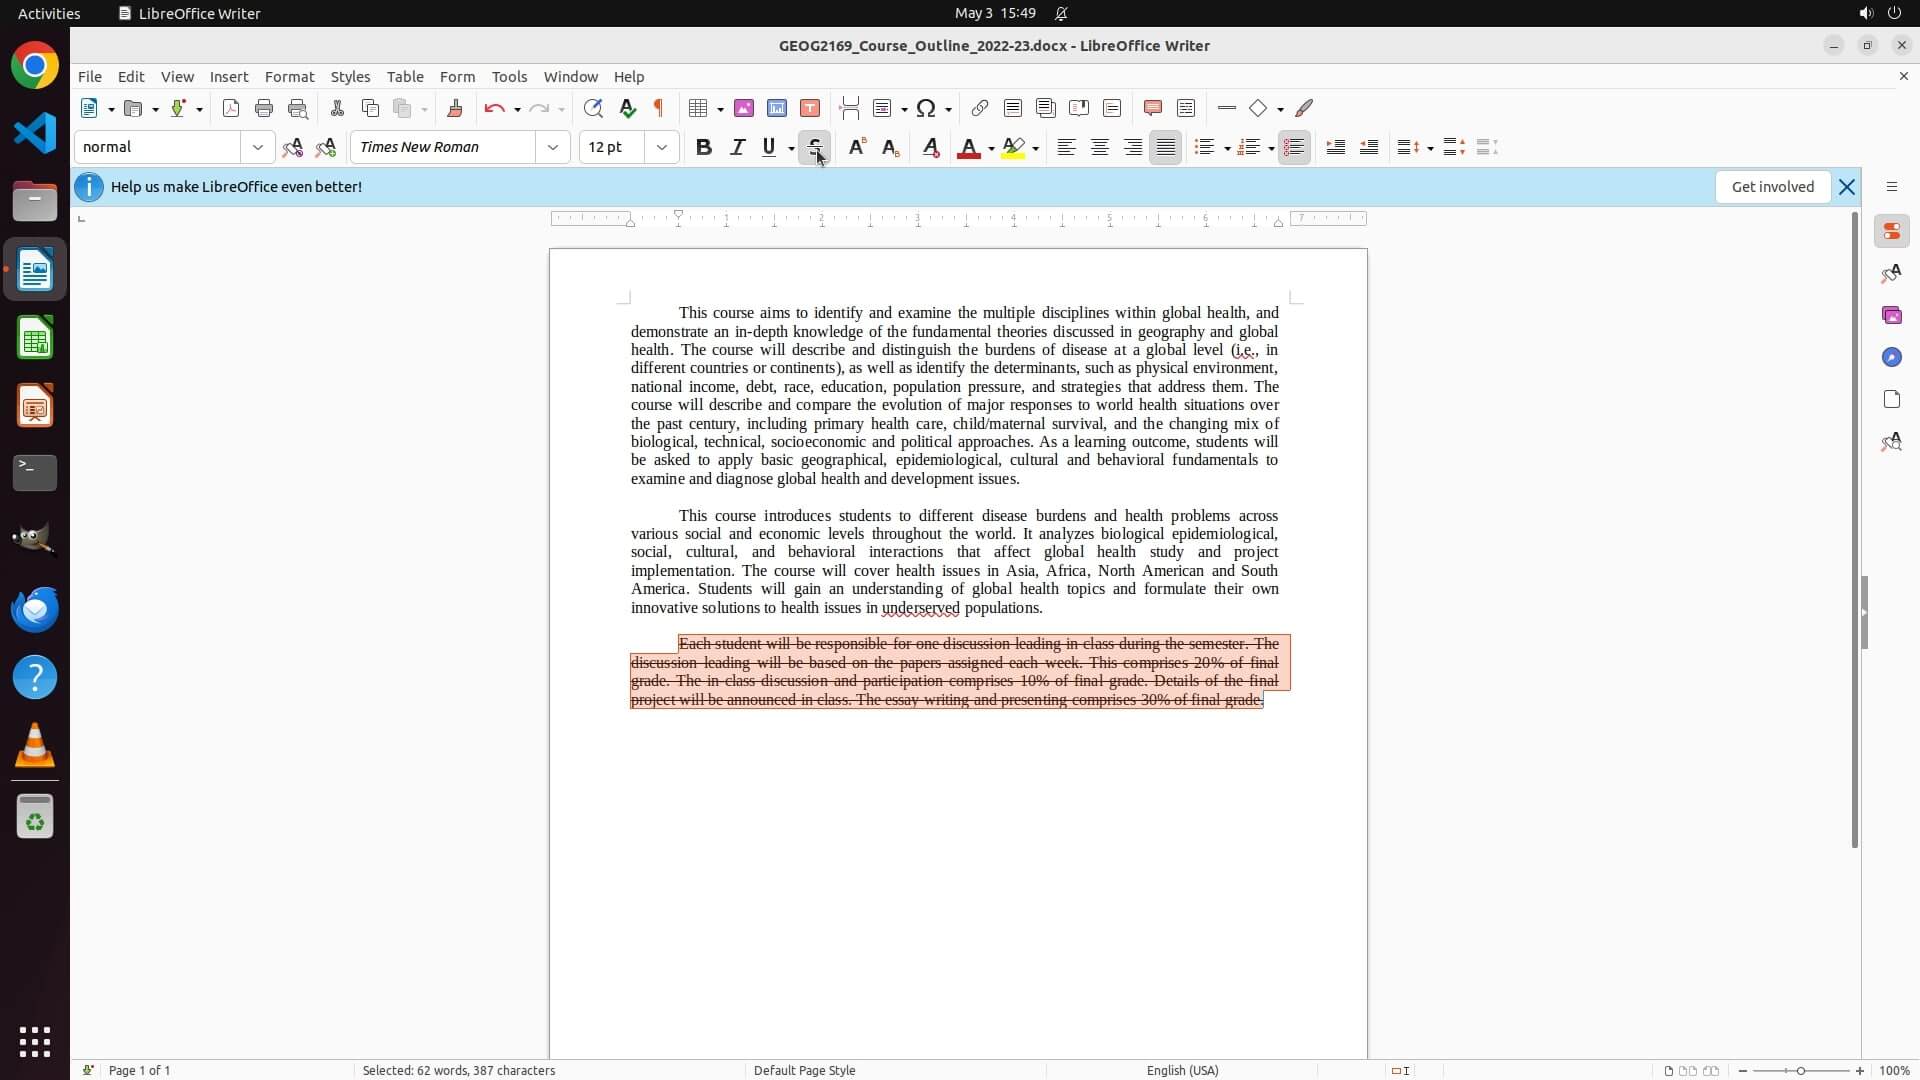 Activities LibreOffice Writer May 3 15:49
GEOG2169_Course_Outline_2022-23.docx - LibreOffice Writer
File Edit View Insert Format Styles Table Form Tools Window Help
normal Times New Roman 12 pt
Help us make LibreOffice even better! Get involved
1 2 3 4 5 6 7
This course aims to identify and examine the multiple disciplines within global health, and
demonstrate an in-depth knowledge of the fundamental theories discussed in geography and global
health. The course will describe and distinguish the burdens of disease at a global level (i.e., in
different countries or continents), as well as identify the determinants, such as physical environment,
national income, debt, race, education, population pressure, and strategies that address them. The
course will describe and compare the evolution of major responses to world health situations over
the past century, including primary health care, child/maternal survival, and the changing mix of
biological, technical, socioeconomic and political approaches. As a learning outcome, students will
be asked to apply basic geographical, epidemiological, cultural and behavioral fundamentals to
examine and diagnose global health and development issues.
This course introduces students to different disease burdens and health problems across
various social and economic levels throughout the world. It analyzes biological epidemiological,
social, cultural, and behavioral interactions that affect global health study and project
implementation. The course will cover health issues in Asia, Africa, North American and South
America. Students will gain an understanding of global health topics and formulate their own
innovative solutions to health issues in underserved populations.
Each student will be responsible for one discussion leading in class during the semester. The
discussion leading will be based on the papers assigned each week. This comprises 20% of final
grade. The in-class discussion and participation comprises 10% of final grade. Details of the final
project will be announced in class. The essay writing and presenting comprises 30% of final grade.
Page 1 of 1 Selected: 62 words, 387 characters Default Page Style English (USA) 100%